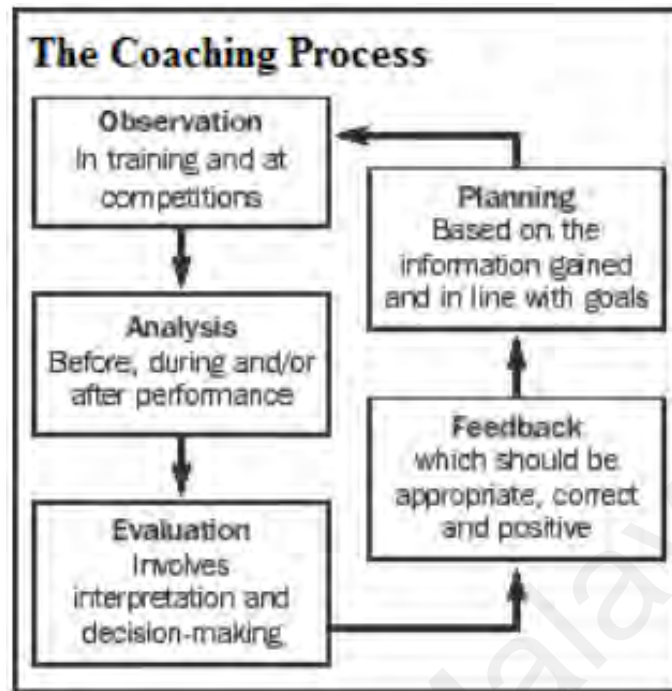 The Coaching Process
Observation
In training and at
competitions
Analysis
Before, during and/or
after performance
Evaluation
Involves
interpretation and
decision-making
Feedback
which should be
appropriate, correct
and positive
Planning
Based on the
information gained
and in line with goals